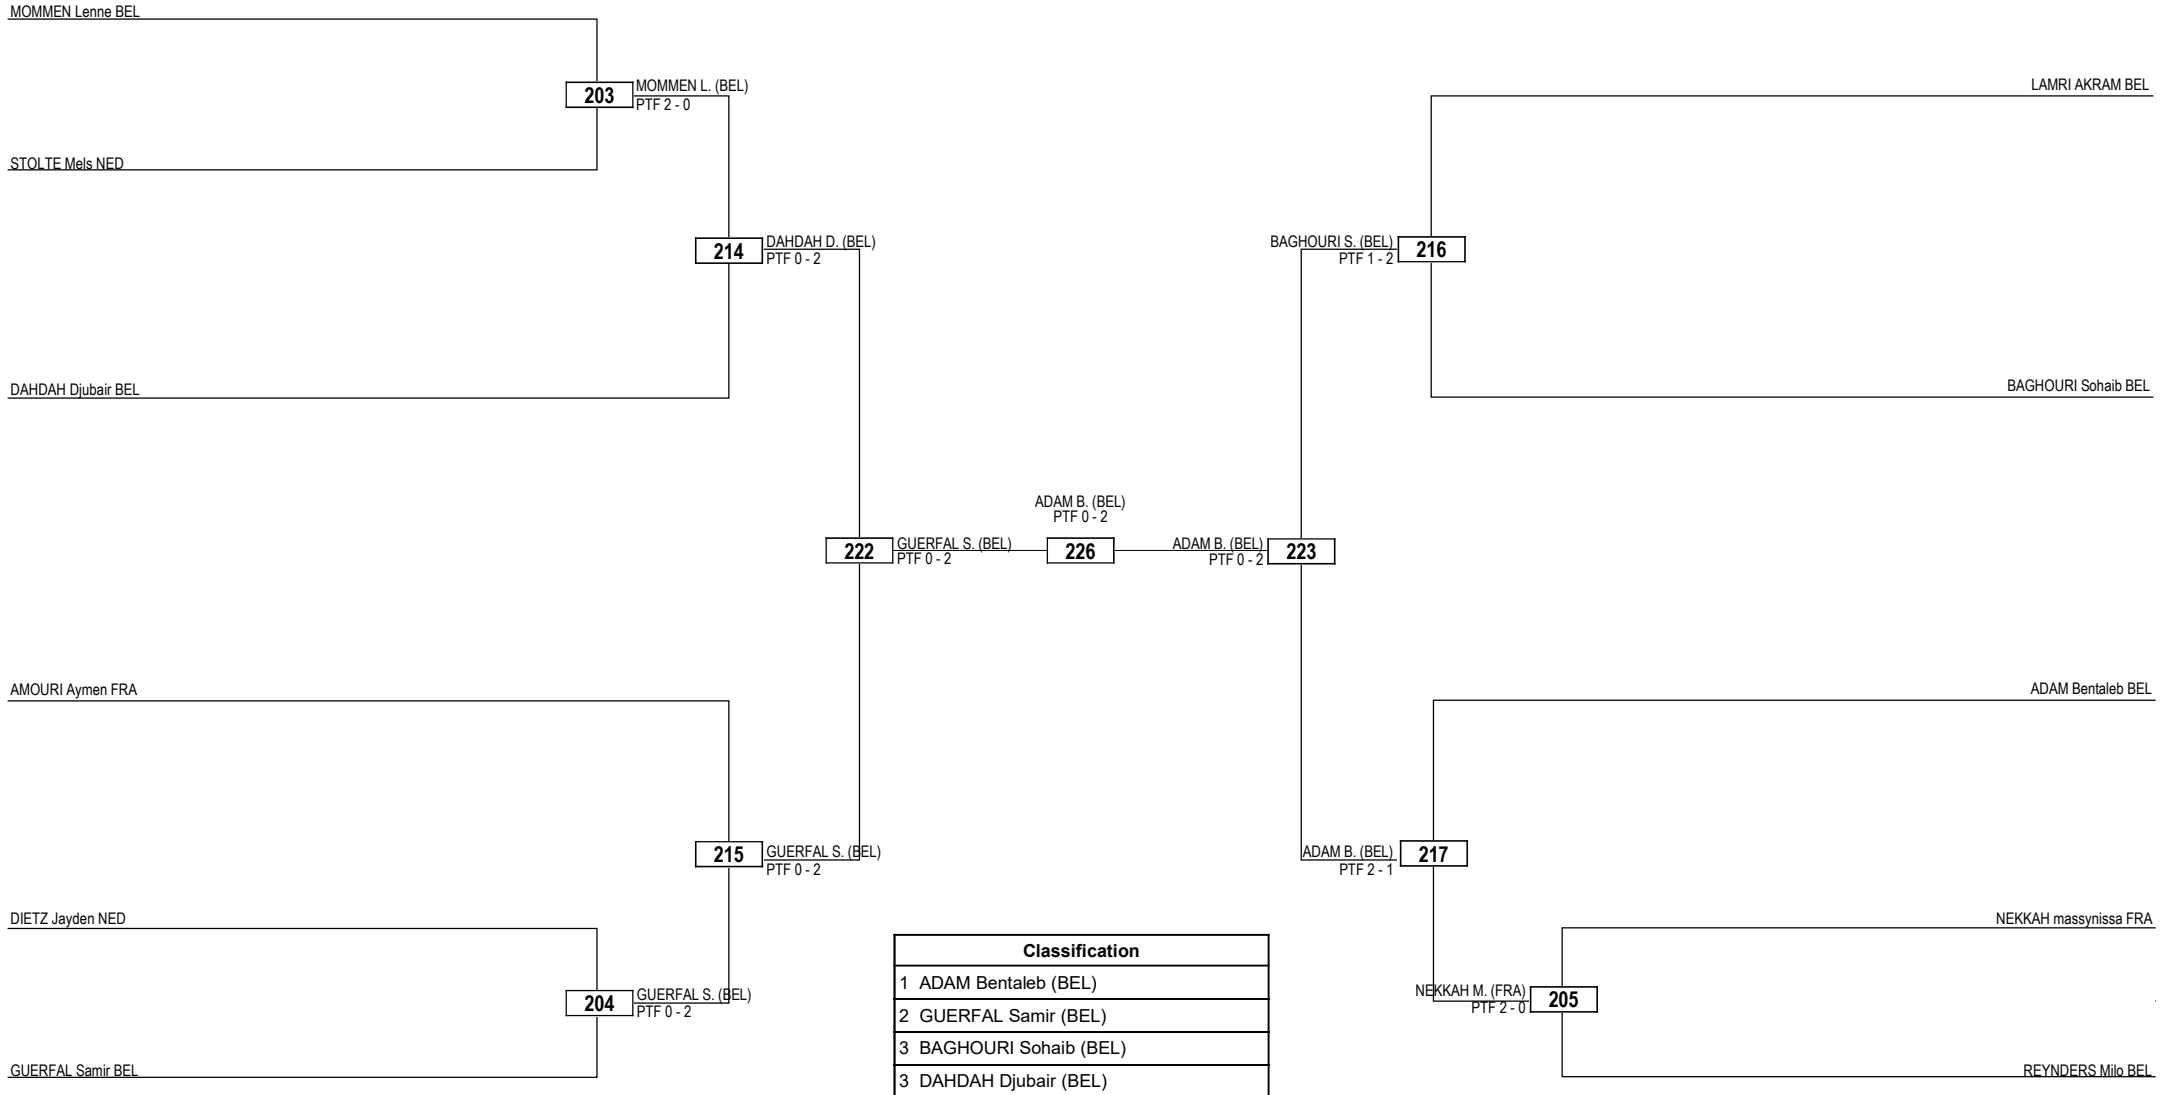 MOMMEN Lenne BEL
203
MOMMEN L. (BEL)
PTF 2 - 0
STOLTE Mels NED
214
DAHDAH D. (BEL)
PTF 0 - 2
DAHDAH Djubair BEL
222
GUERFAL S. (BEL)
PTF 0 - 2
AMOURI Aymen FRA
215
GUERFAL S. (BEL)
PTF 0 - 2
DIETZ Jayden NED
204
GUERFAL S. (BEL)
PTF 0 - 2
GUERFAL Samir BEL
ADAM B. (BEL)
PTF 0 - 2
226
LAMRI AKRAM BEL
BAGHOURI S. (BEL)
PTF 1 - 2
216
BAGHOURI Sohaib BEL
ADAM B. (BEL)
PTF 0 - 2
223
ADAM Bentaleb BEL
ADAM B. (BEL)
PTF 2 - 1
217
NEKKAH massynissa FRA
NEKKAH M. (FRA)
PTF 2 - 0
205
REYNDERS Milo BEL
Classification
1 ADAM Bentaleb (BEL)
2 GUERFAL Samir (BEL)
3 BAGHOURI Sohaib (BEL)
3 DAHDAH Djubair (BEL)